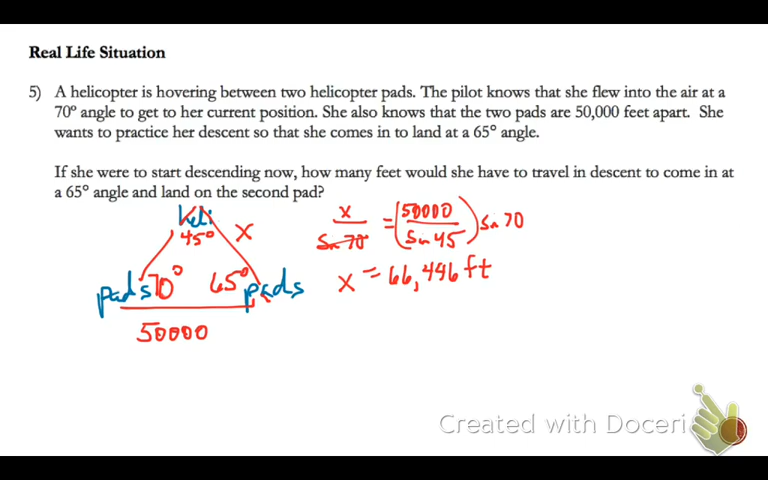 Real Life Situation
5) A helicopter is hovering between two helicopter pads. The pilot knows that she flew into the air at a
70° angle to get to her current position. She also knows that the two pads are 50,000 feet apart. She
wants to practice her descent so that she comes in to land at a 65° angle.
If she were to start descending now, how many feet would she have to travel in descent to come in at
a 65° angle and land on the second pad?
heli
45° x
x / sin 70 = (50000 / sin 45) sin 70
pads 70° 65° pads
x = 66,446 ft
50000
Created with Doceri